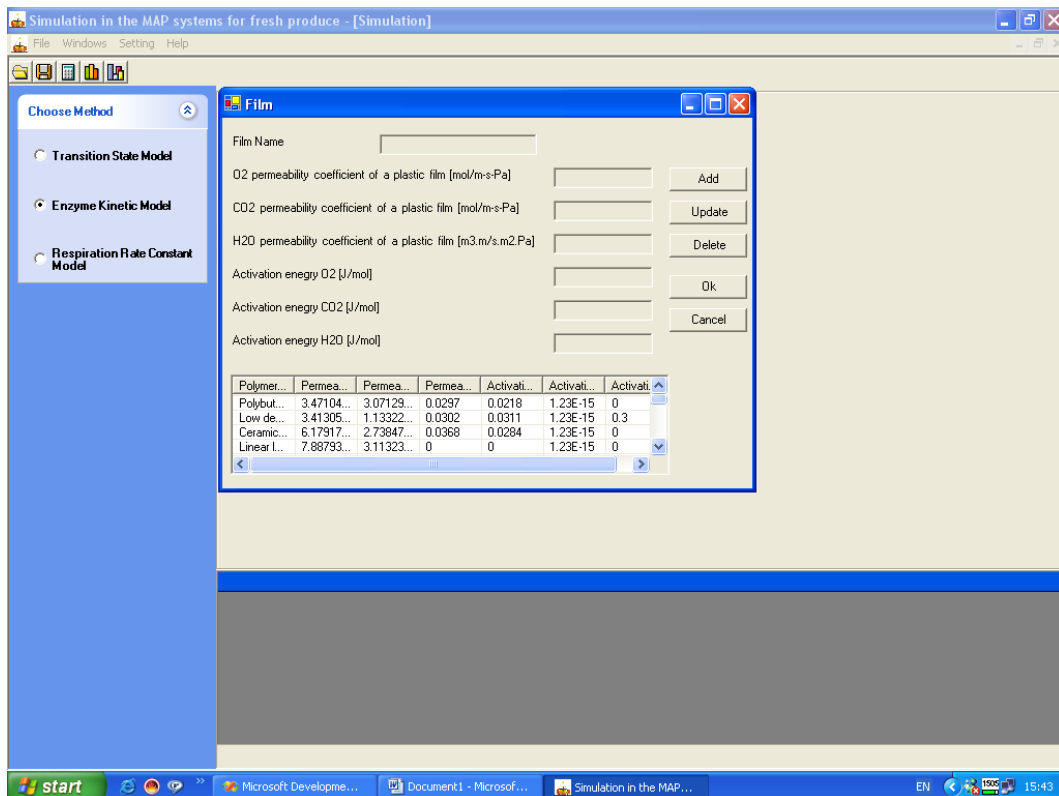 Simulation in the MAP systems for fresh produce - [Simulation]
File Windows Setting Help
Choose Method
Transition State Model
Enzyme Kinetic Model
Respiration Rate Constant
Model
Film
Film Name
O2 permeability coefficient of a plastic film [mol/m-s-Pa]
CO2 permeability coefficient of a plastic film [mol/m-s-Pa]
H2O permeability coefficient of a plastic film [m3.m/s.m2.Pa]
Activation enegry O2 [J/mol]
Activation enegry CO2 [J/mol]
Activation enegry H2O [J/mol]
Add
Update
Delete
Ok
Cancel
Polymer... Permea... Permea... Permea... Activati... Activati... Activati...
Polybut... 3.47104... 3.07129... 0.0297 0.0218 1.23E-15 0
Low de... 3.41305... 1.13322... 0.0302 0.0311 1.23E-15 0.3
Ceramic... 6.17917... 2.73847... 0.0368 0.0284 1.23E-15 0
Linear l... 7.88793... 3.11323... 0 0 1.23E-15 0
start Microsoft Developme... Document1 - Microsof... Simulation in the MAP... EN 1505 15:43